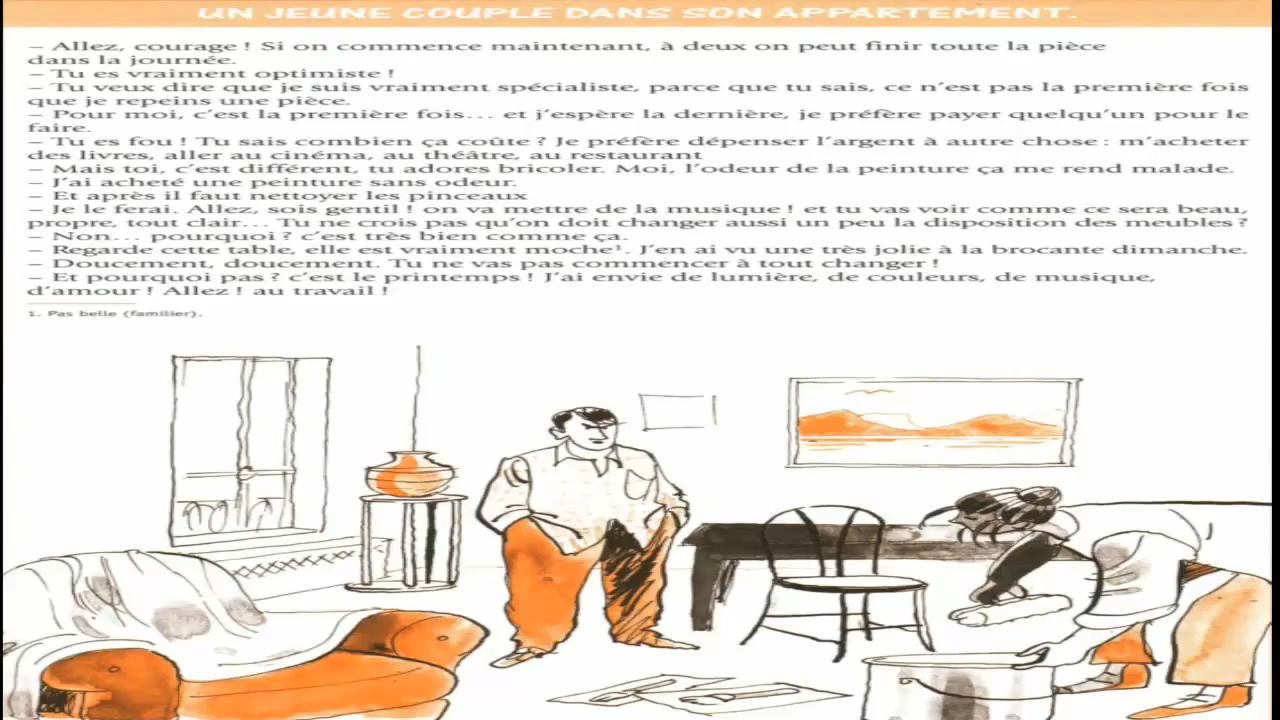 UN JEUNE COUPLE DANS SON APPARTEMENT.
– Allez, courage ! Si on commence maintenant, à deux on peut finir toute la pièce
dans la journée.
– Tu es vraiment optimiste !
– Tu veux dire que je suis vraiment spécialiste, parce que tu sais, ce n'est pas la première fois
que je repeins une pièce.
– Pour moi, c'est la première fois... et j'espère la dernière, je préfère payer quelqu'un pour le
faire.
– Tu es fou ! Tu sais combien ça coûte ? Je préfère dépenser l'argent à autre chose : m'acheter
des livres, aller au cinéma, au théâtre, au restaurant
– Mais toi, c'est différent, tu adores bricoler. Moi, l'odeur de la peinture ça me rend malade.
– J'ai acheté une peinture sans odeur.
– Et après il faut nettoyer les pinceaux
– Je le ferai. Allez, sois gentil ! on va mettre de la musique ! et tu vas voir comme ce sera beau,
propre, tout clair... Tu ne crois pas qu'on doit changer aussi un peu la disposition des meubles ?
– Non... pourquoi ? c'est très bien comme ça.
– Regarde cette table, elle est vraiment moche¹. J'en ai vu une très jolie à la brocante dimanche.
– Doucement, doucement. Tu ne vas pas commencer à tout changer !
– Et pourquoi pas ? c'est le printemps ! J'ai envie de lumière, de couleurs, de musique,
d'amour ! Allez ! au travail !
1. Pas belle (familier).